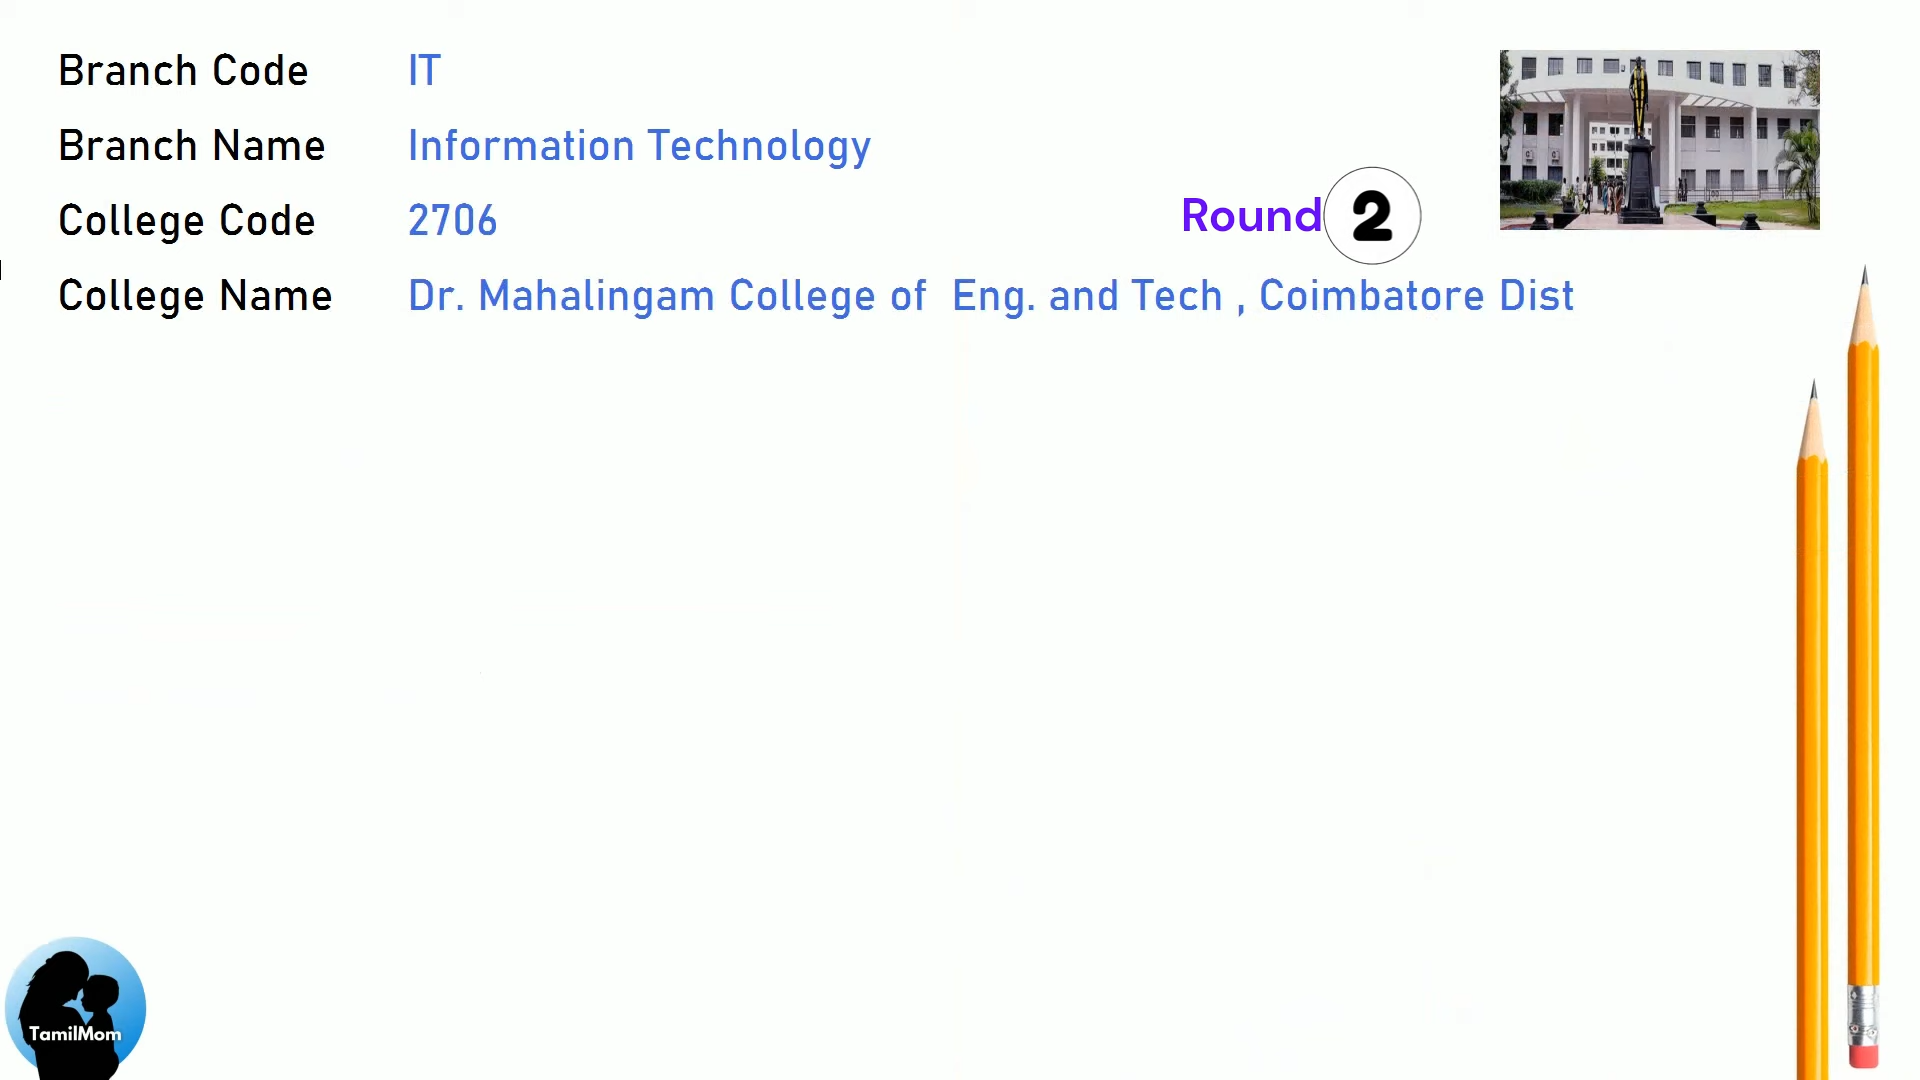 Branch Code IT
Branch Name Information Technology
College Code 2706
Round 2
College Name Dr. Mahalingam College of Eng. and Tech , Coimbatore Dist
TamilMom